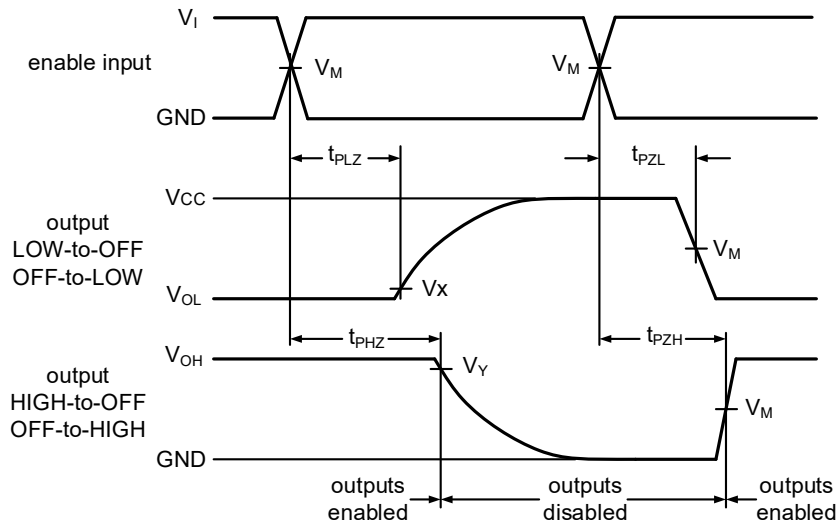 V_I
enable input
V_M
V_M
GND
t_PLZ
t_PZL
V_CC
output
LOW-to-OFF
OFF-to-LOW
V_M
V_OL
V_X
t_PHZ
t_PZH
V_OH
output
HIGH-to-OFF
OFF-to-HIGH
V_Y
V_M
GND
outputs
enabled
outputs
disabled
outputs
enabled